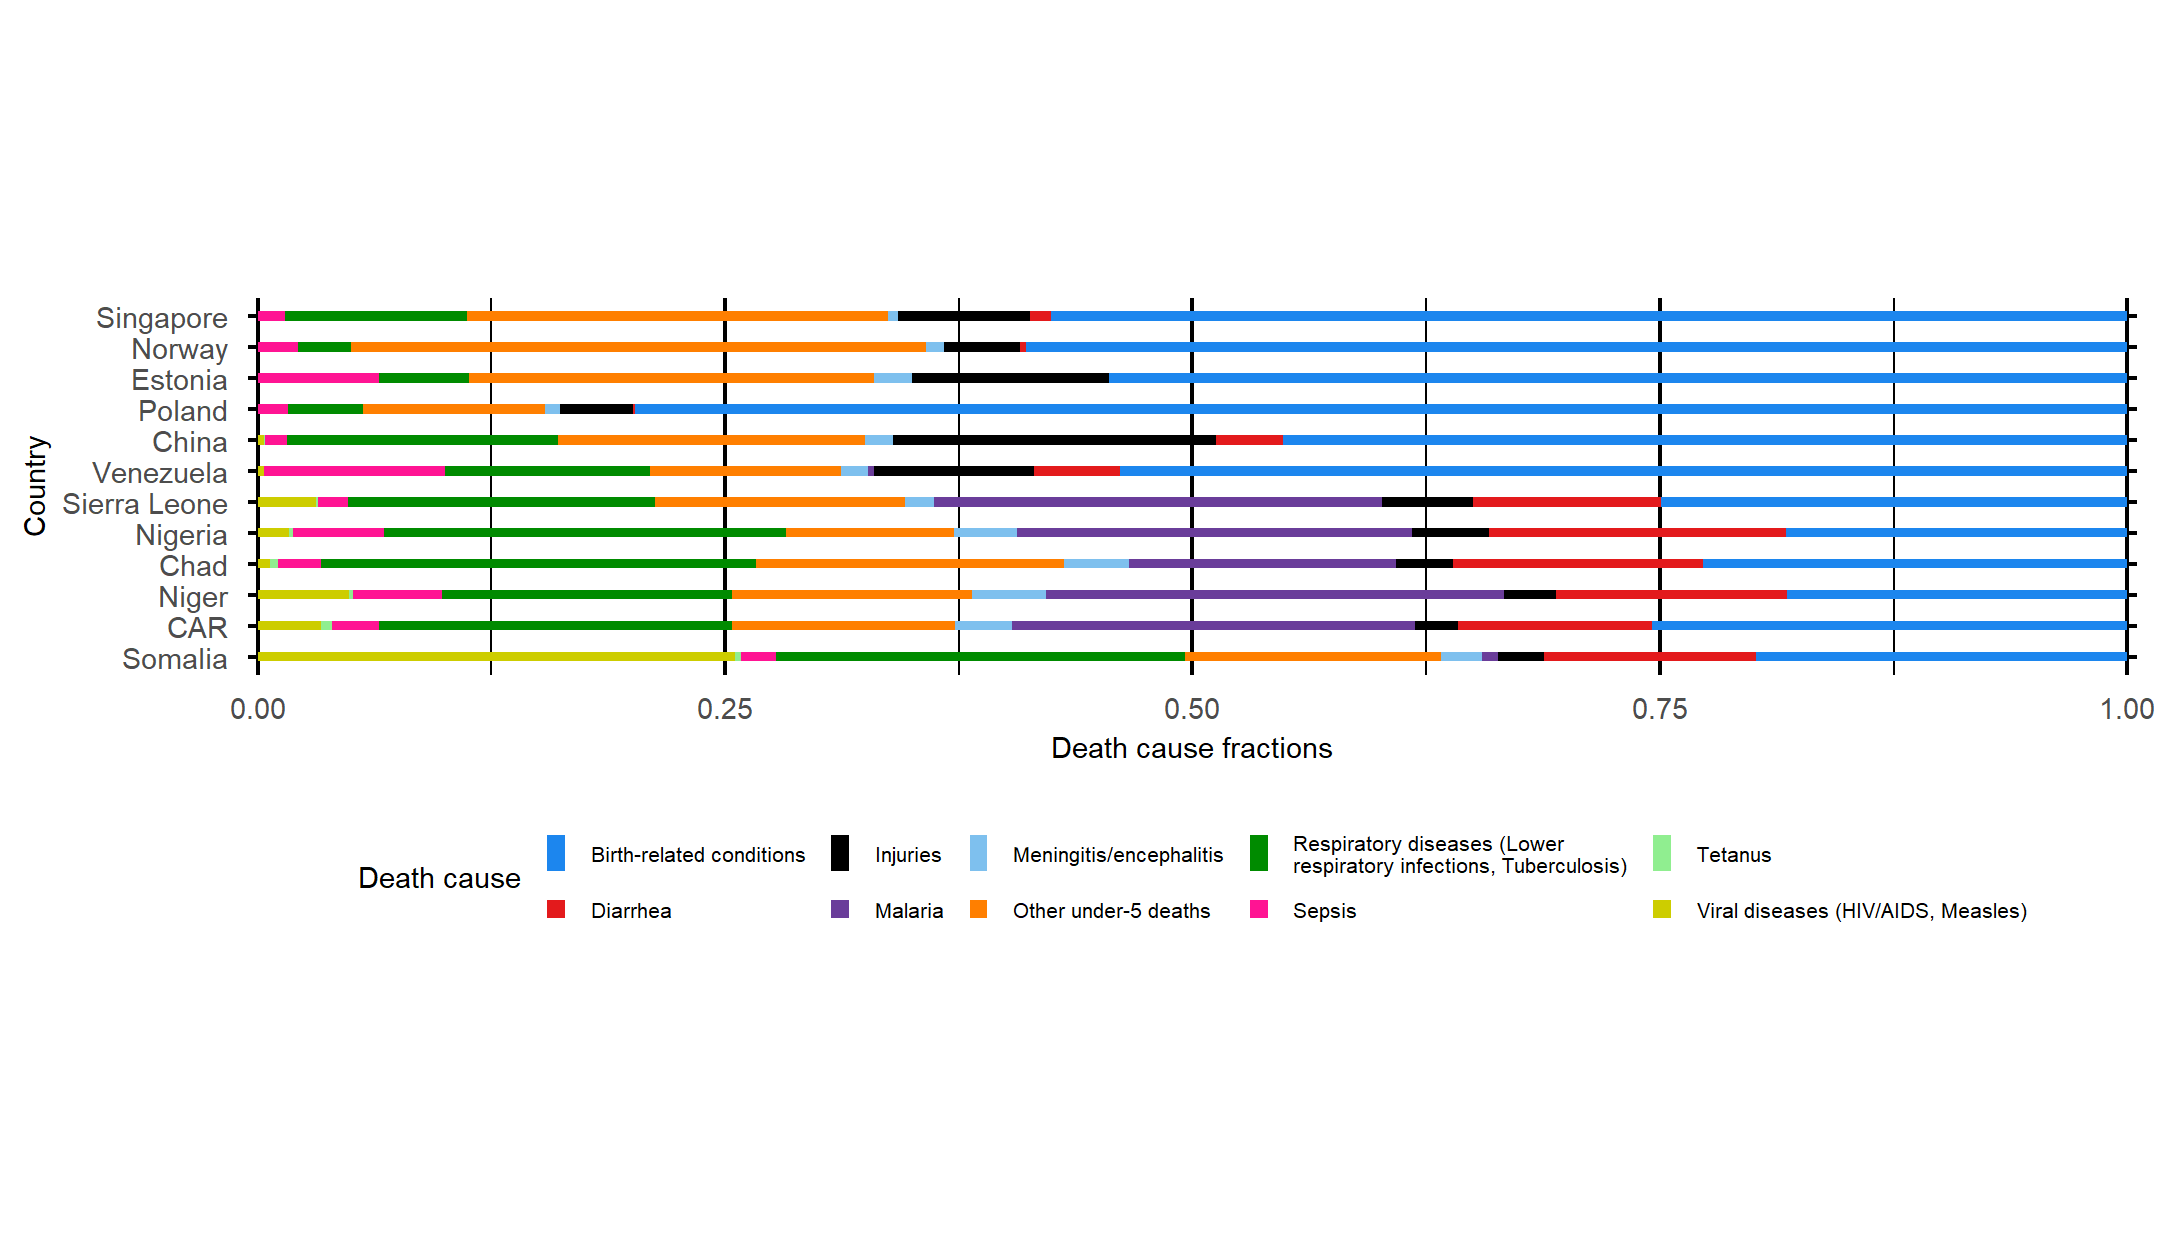 Singapore
Norway
Estonia
Poland
China
Venezuela
Sierra Leone
Nigeria
Chad
Niger
CAR
Somalia
Country
0.00 0.25 0.50 0.75 1.00
Death cause fractions
Death cause
Birth-related conditions
Diarrhea
Injuries
Malaria
Meningitis/encephalitis
Other under-5 deaths
Respiratory diseases (Lower
respiratory infections, Tuberculosis)
Sepsis
Tetanus
Viral diseases (HIV/AIDS, Measles)